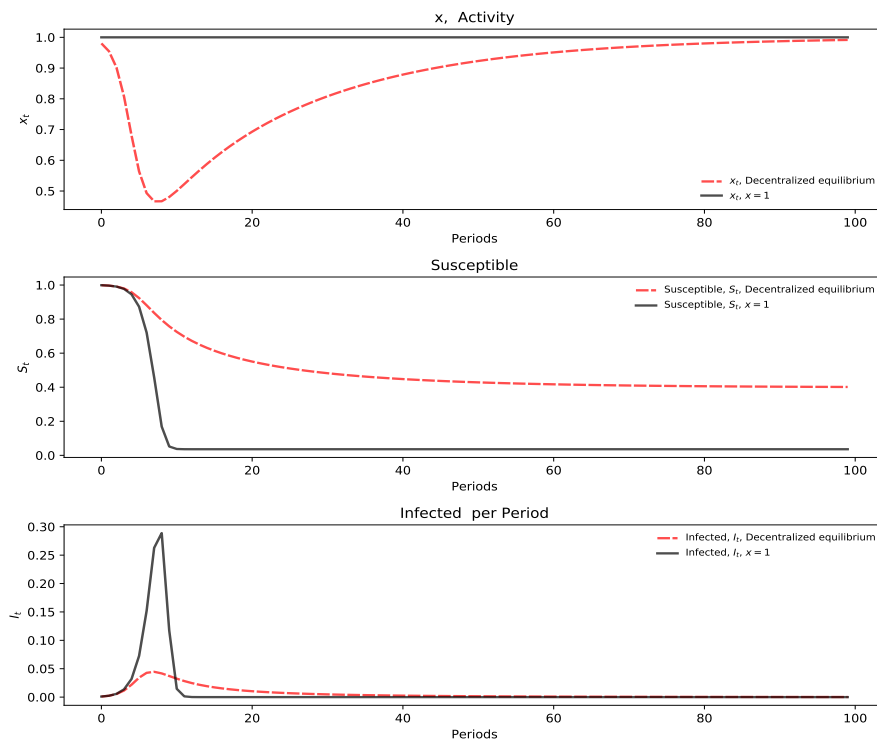 x,  Activity
1.0
0.9
0.8
0.7
0.6
0.5
x_t
x_t, Decentralized equilibrium
x_t, x = 1
0 20 40 60 80 100
Periods
Susceptible
1.0
0.8
0.6
0.4
0.2
0.0
S_t
Susceptible, S_t, Decentralized equilibrium
Susceptible, S_t, x = 1
0 20 40 60 80 100
Periods
Infected  per Period
0.30
0.25
0.20
0.15
0.10
0.05
0.00
I_t
Infected, I_t, Decentralized equilibrium
Infected, I_t, x = 1
0 20 40 60 80 100
Periods